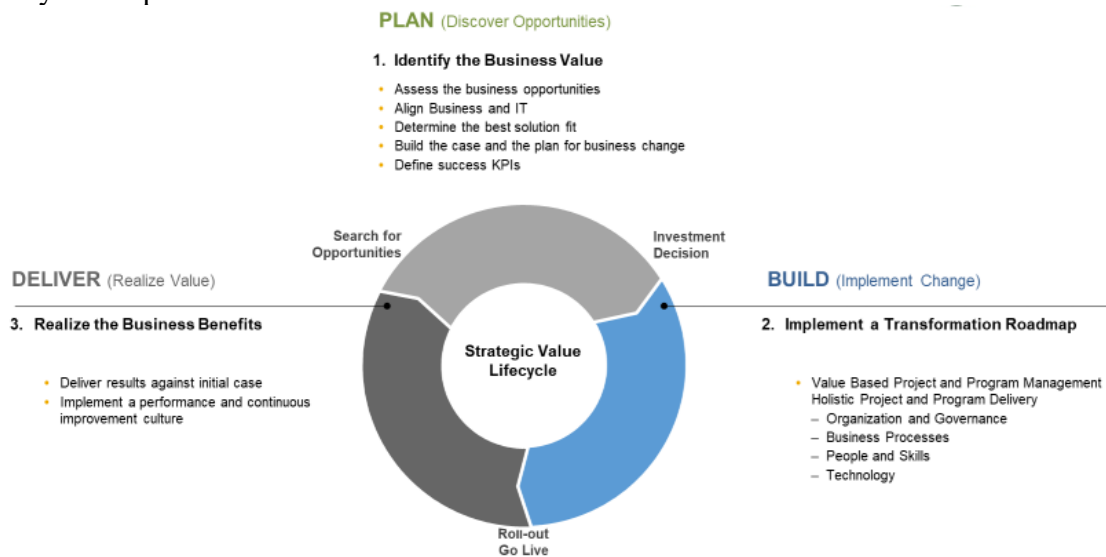 PLAN (Discover Opportunities)
1. Identify the Business Value
• Assess the business opportunities
• Align Business and IT
• Determine the best solution fit
• Build the case and the plan for business change
• Define success KPIs
Search for
Opportunities
Investment
Decision
DELIVER (Realize Value)
3. Realize the Business Benefits
• Deliver results against initial case
• Implement a performance and continuous
improvement culture
Strategic Value
Lifecycle
BUILD (Implement Change)
2. Implement a Transformation Roadmap
• Value Based Project and Program Management
Holistic Project and Program Delivery
– Organization and Governance
– Business Processes
– People and Skills
– Technology
Roll-out
Go Live